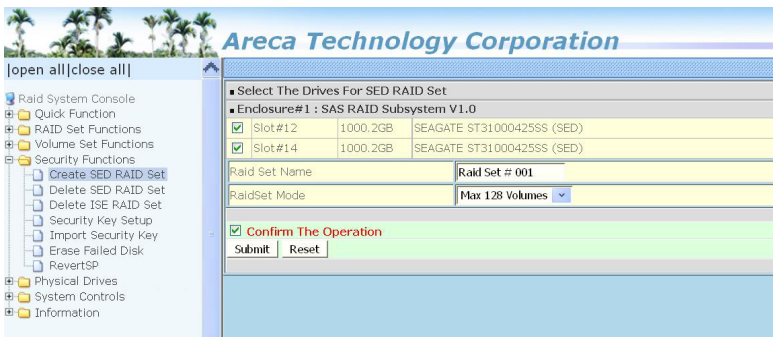 Areca Technology Corporation
|open all|close all|
Raid System Console
Quick Function
RAID Set Functions
Volume Set Functions
Security Functions
Create SED RAID Set
Delete SED RAID Set
Delete ISE RAID Set
Security Key Setup
Import Security Key
Erase Failed Disk
RevertSP
Physical Drives
System Controls
Information
Select The Drives For SED RAID Set
Enclosure#1 : SAS RAID Subsystem V1.0
Slot#12 1000.2GB SEAGATE ST31000425SS (SED)
Slot#14 1000.2GB SEAGATE ST31000425SS (SED)
Raid Set Name Raid Set # 001
RaidSet Mode Max 128 Volumes
Confirm The Operation
Submit Reset